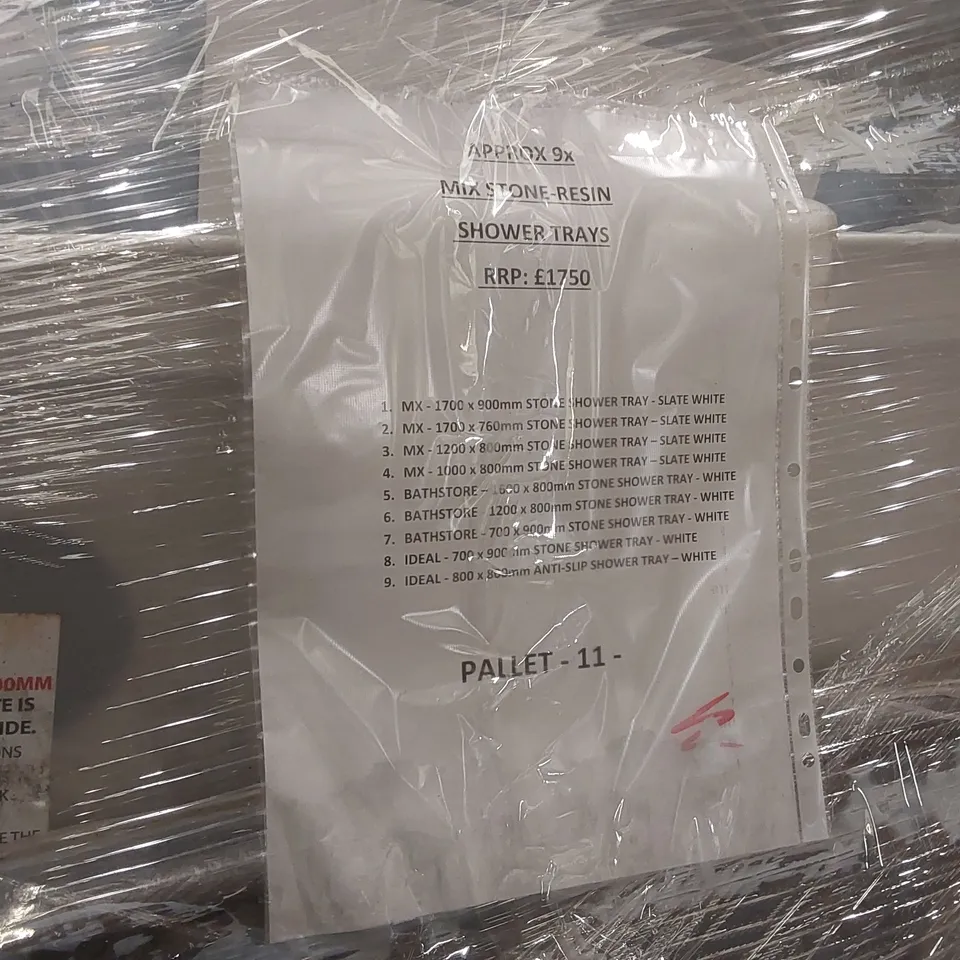 APPROX 9x
MIX STONE-RESIN
SHOWER TRAYS
RRP: £1750
1. MX - 1700 x 900mm STONE SHOWER TRAY - SLATE WHITE
2. MX - 1700 x 760mm STONE SHOWER TRAY – SLATE WHITE
3. MX - 1200 x 800mm STONE SHOWER TRAY – SLATE WHITE
4. MX - 1000 x 800mm STONE SHOWER TRAY – SLATE WHITE
5. BATHSTORE – x 800mm STONE SHOWER TRAY - WHITE
6. BATHSTORE 1200 x 800mm STONE SHOWER TRAY - WHITE
7. BATHSTORE - 700 x 900mm STONE SHOWER TRAY - WHITE
8. IDEAL - 700 x 900mm STONE SHOWER TRAY - WHITE
9. IDEAL - 800 x 800mm ANTI-SLIP SHOWER TRAY – WHITE
PALLET - 11 -
00MM
TE IS
IDE.
ONS
K
E THE